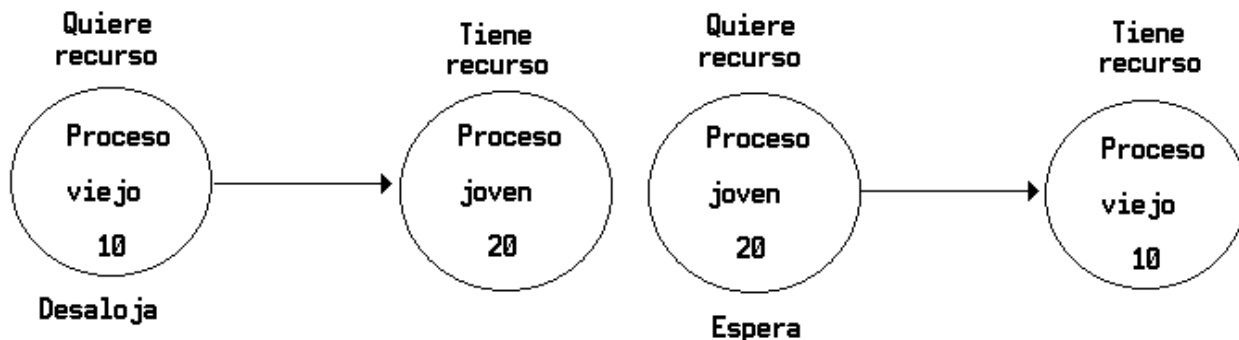 Quiere
recurso
Proceso
viejo
10
Desaloja
Tiene
recurso
Proceso
joven
20
Quiere
recurso
Proceso
joven
20
Espera
Tiene
recurso
Proceso
viejo
10